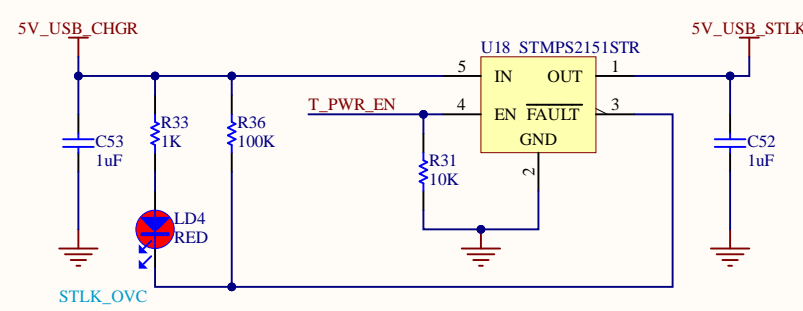 5V_USB_CHGR
5V_USB_STLK
U18 STMPS2151STR
5
IN
OUT
1
T_PWR_EN
4
EN
FAULT
3
GND
2
C53
1uF
R33
1K
R36
100K
R31
10K
C52
1uF
LD4
RED
STLK_OVC